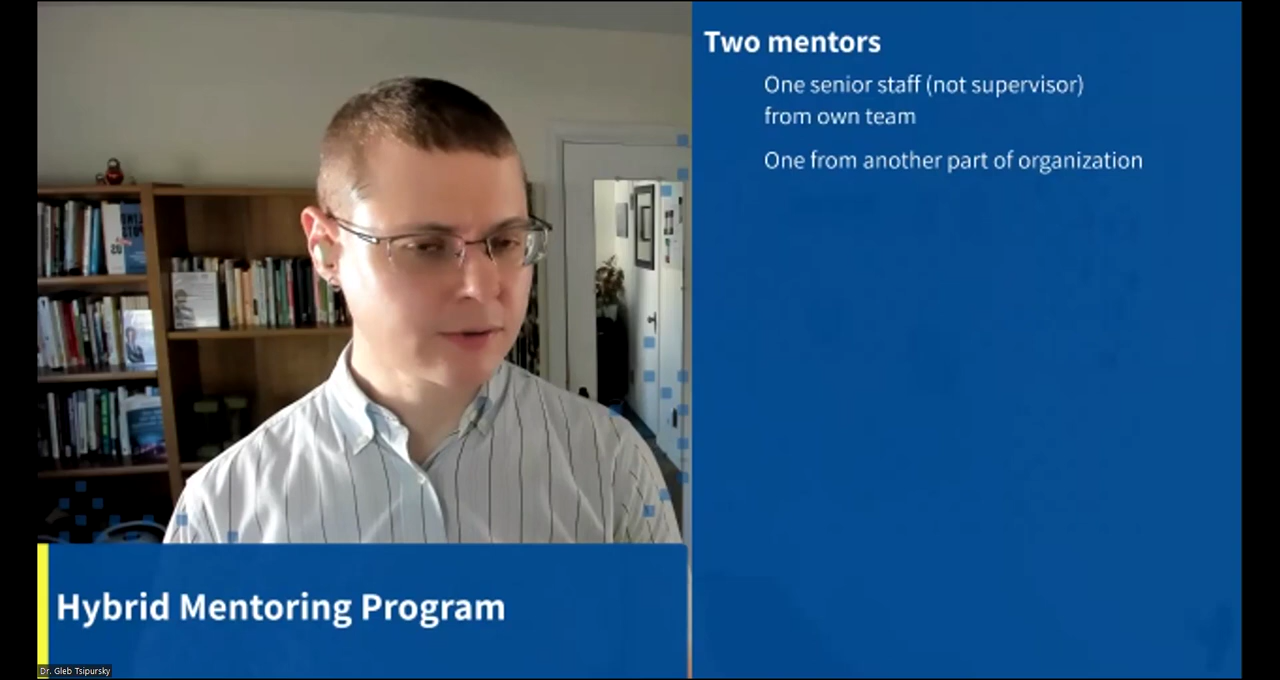 Two mentors
One senior staff (not supervisor)
from own team
One from another part of organization
Hybrid Mentoring Program
Dr. Gleb Tsipursky